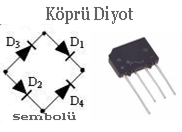 Köprü Diyot
D3
D1
D2
D4
sembolü